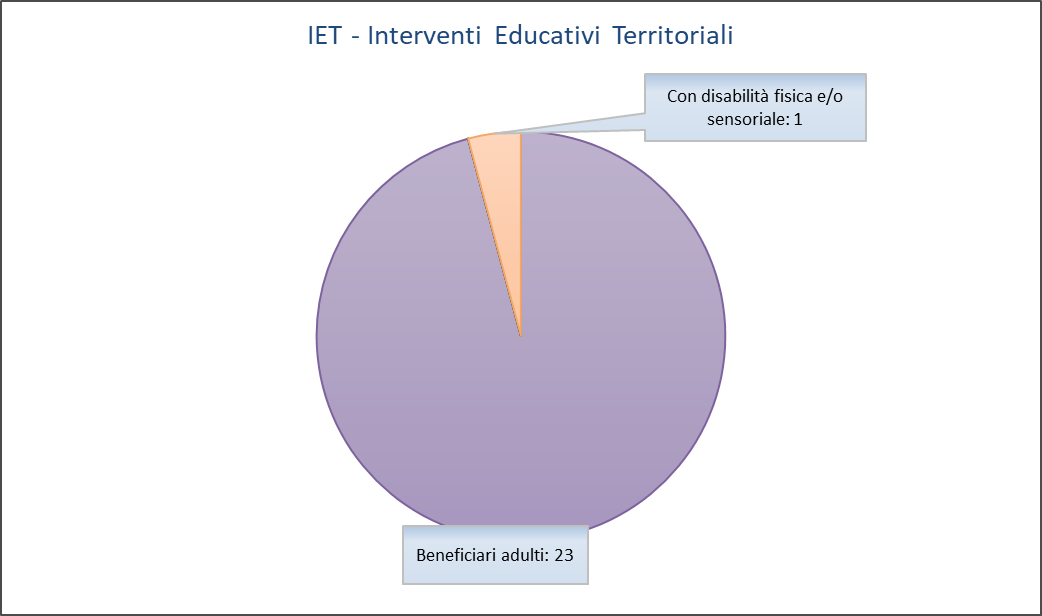 IET - Interventi Educativi Territoriali
Con disabilità fisica e/o
sensoriale: 1
Beneficiari adulti: 23